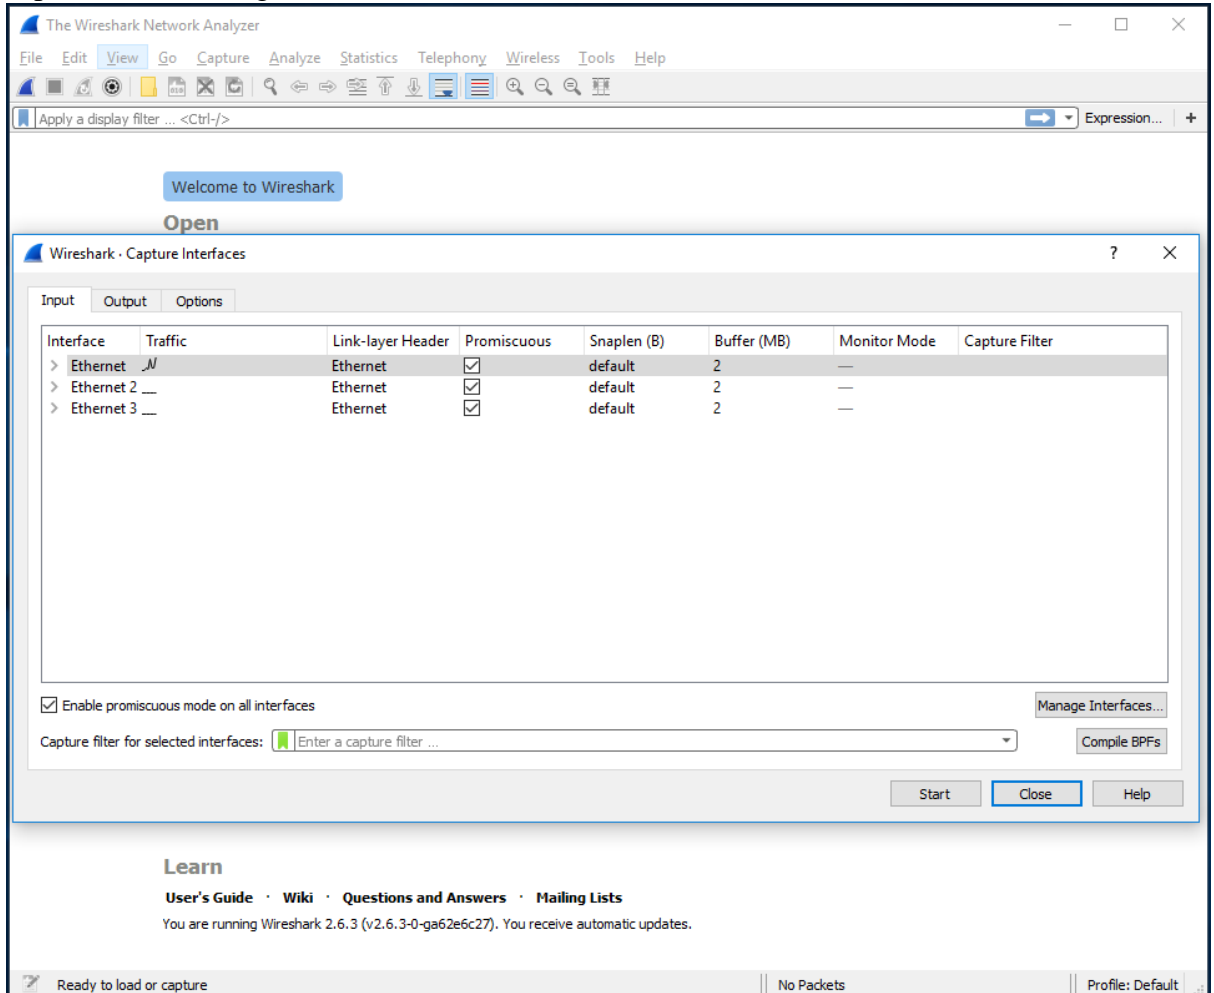 The Wireshark Network Analyzer
File Edit View Go Capture Analyze Statistics Telephony Wireless Tools Help
Apply a display filter ... <Ctrl-/> Expression... +
Welcome to Wireshark
Open
Wireshark · Capture Interfaces ?
Input Output Options
Interface Traffic Link-layer Header Promiscuous Snaplen (B) Buffer (MB) Monitor Mode Capture Filter
Ethernet Ethernet default 2 —
Ethernet 2 Ethernet default 2 —
Ethernet 3 Ethernet default 2 —
Enable promiscuous mode on all interfaces Manage Interfaces...
Capture filter for selected interfaces: Enter a capture filter ... Compile BPFs
Start Close Help
Learn
User's Guide · Wiki · Questions and Answers · Mailing Lists
You are running Wireshark 2.6.3 (v2.6.3-0-ga62e6c27). You receive automatic updates.
Ready to load or capture No Packets Profile: Default